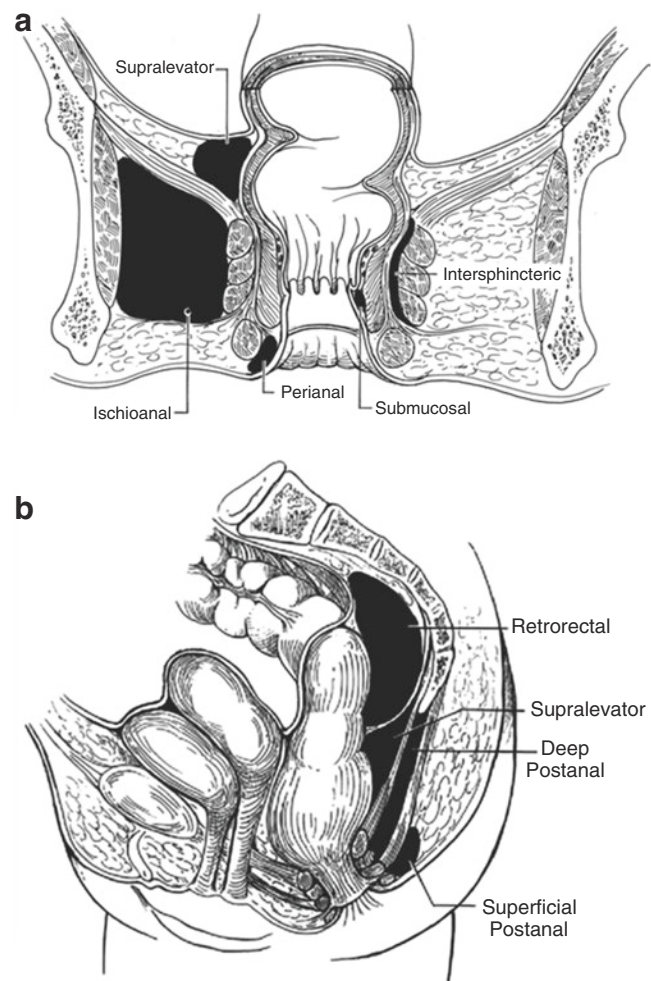 a
Supralevator
Intersphincteric
Perianal
Ischioanal
Submucosal
b
Retrorectal
Supralevator
Deep
Postanal
Superficial
Postanal